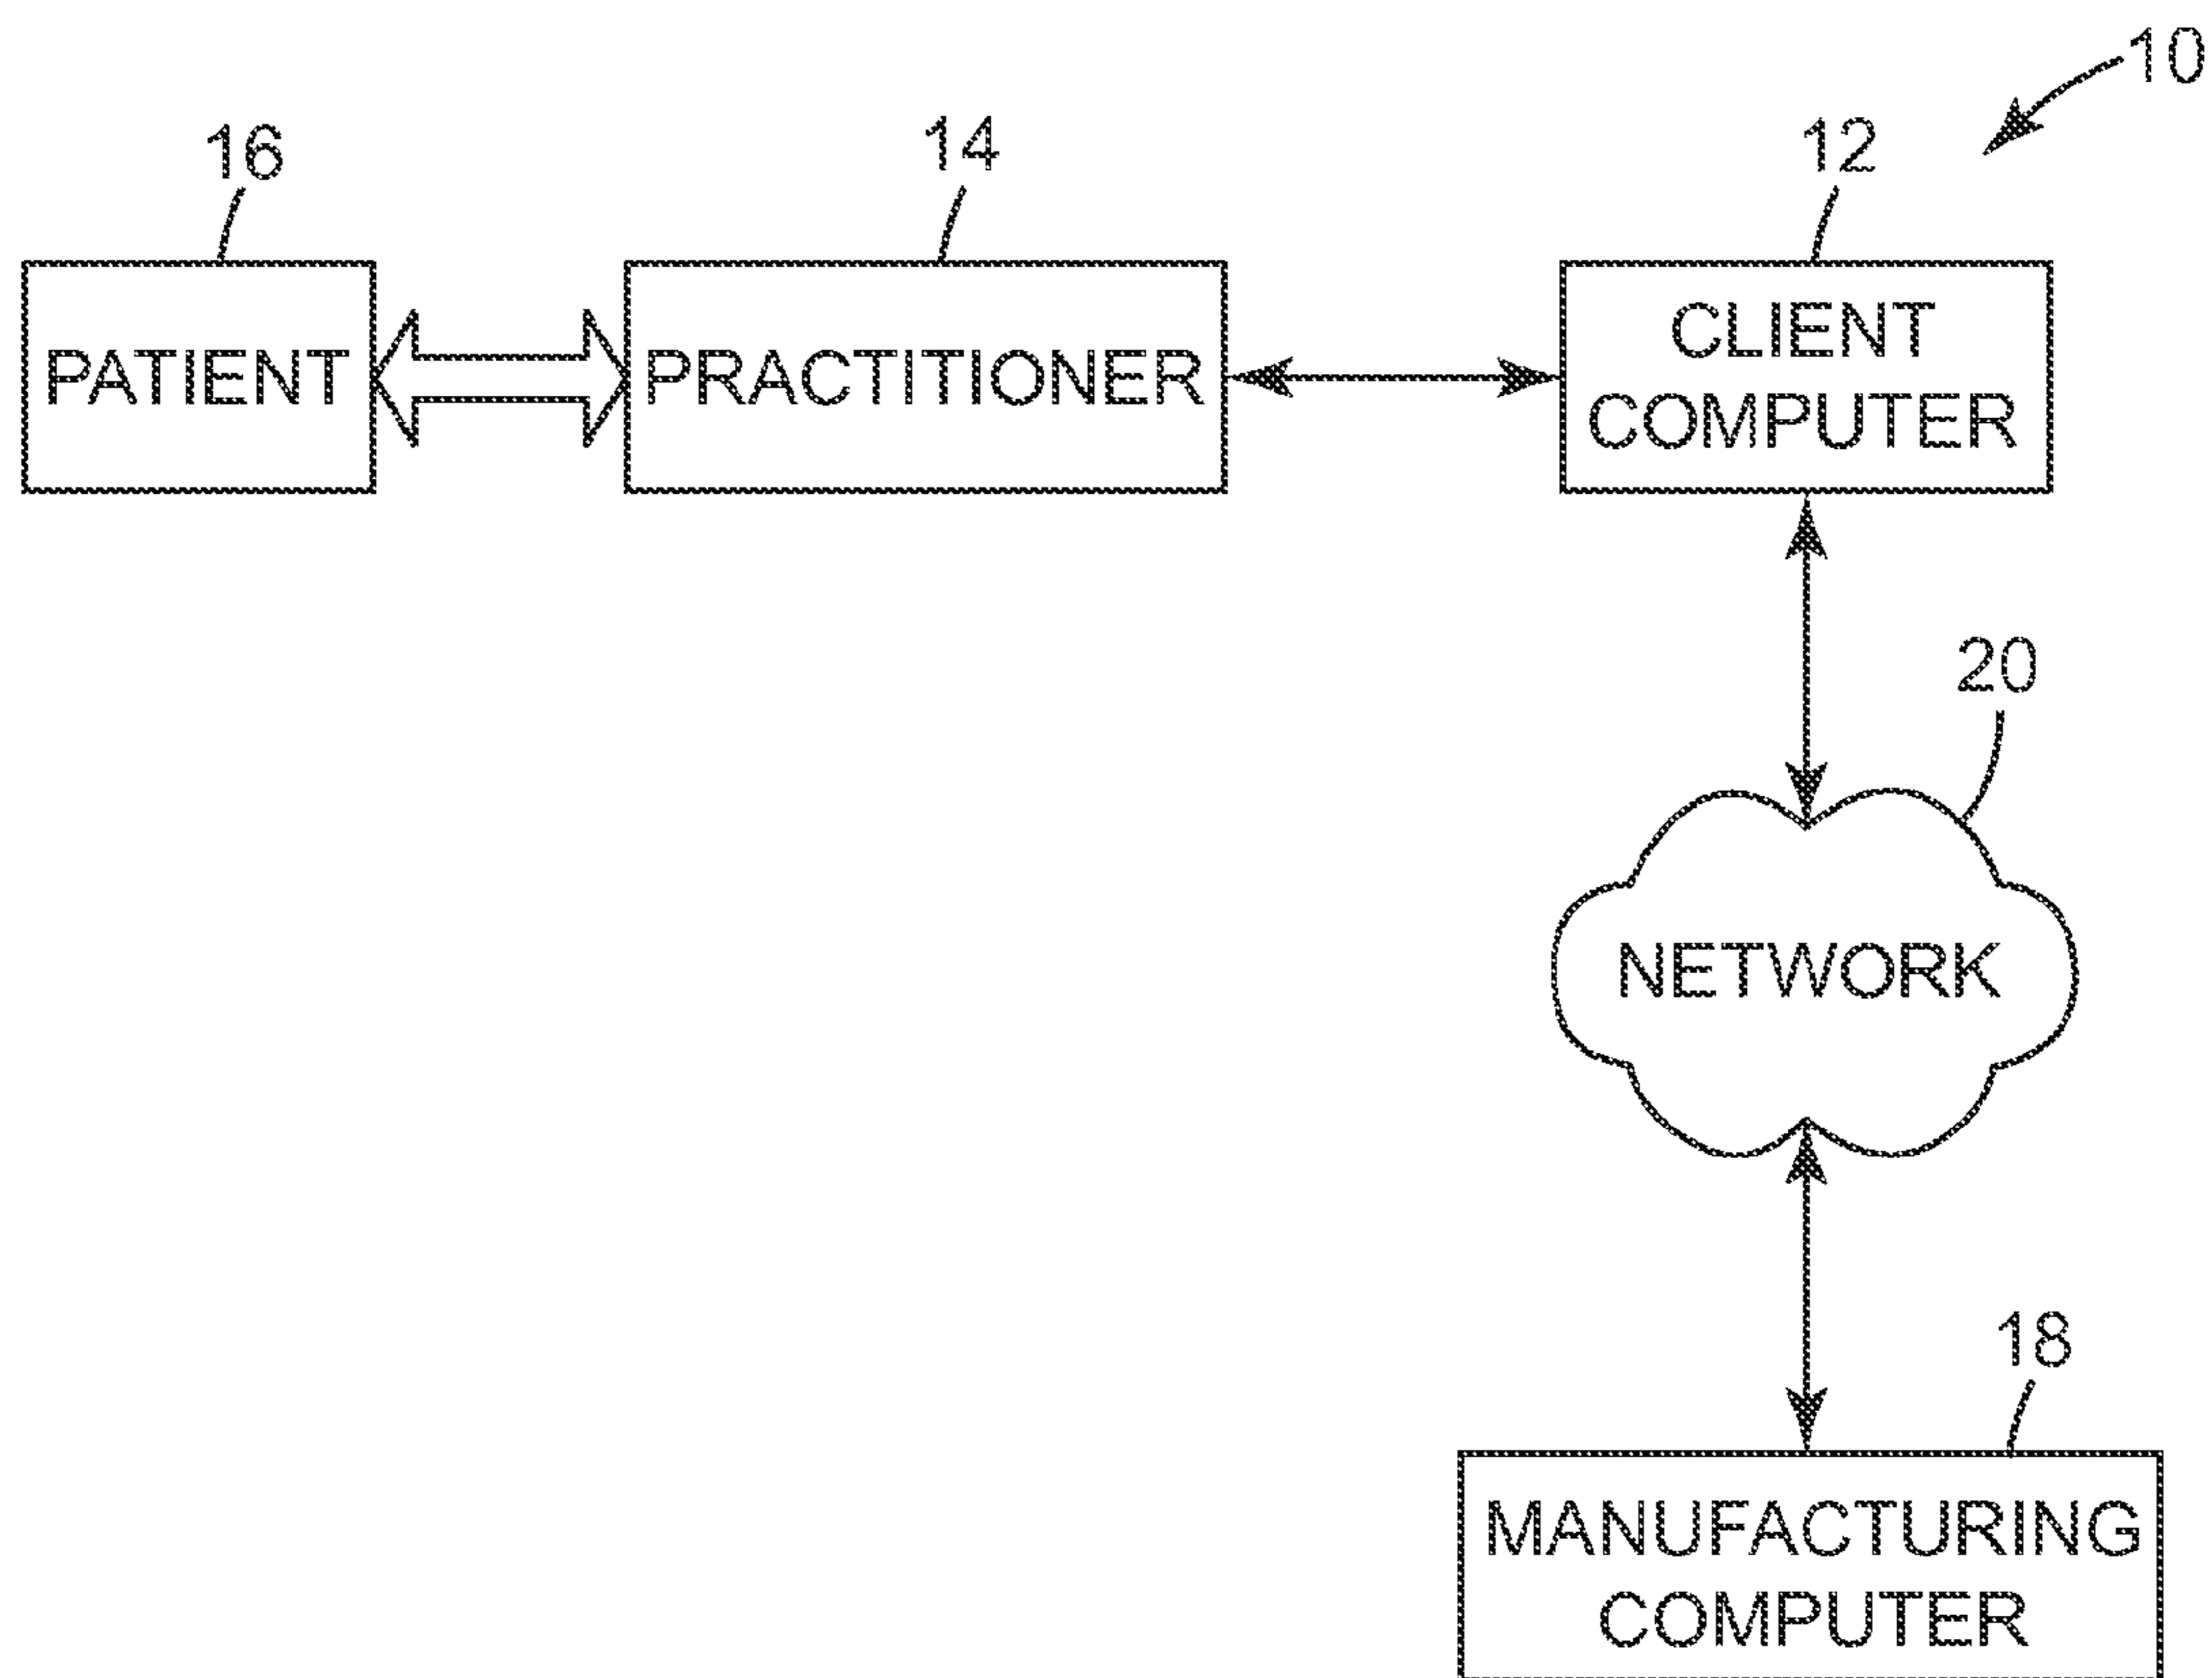 10
16
14
12
PATIENT
PRACTITIONER
CLIENT
COMPUTER
20
NETWORK
18
MANUFACTURING
COMPUTER